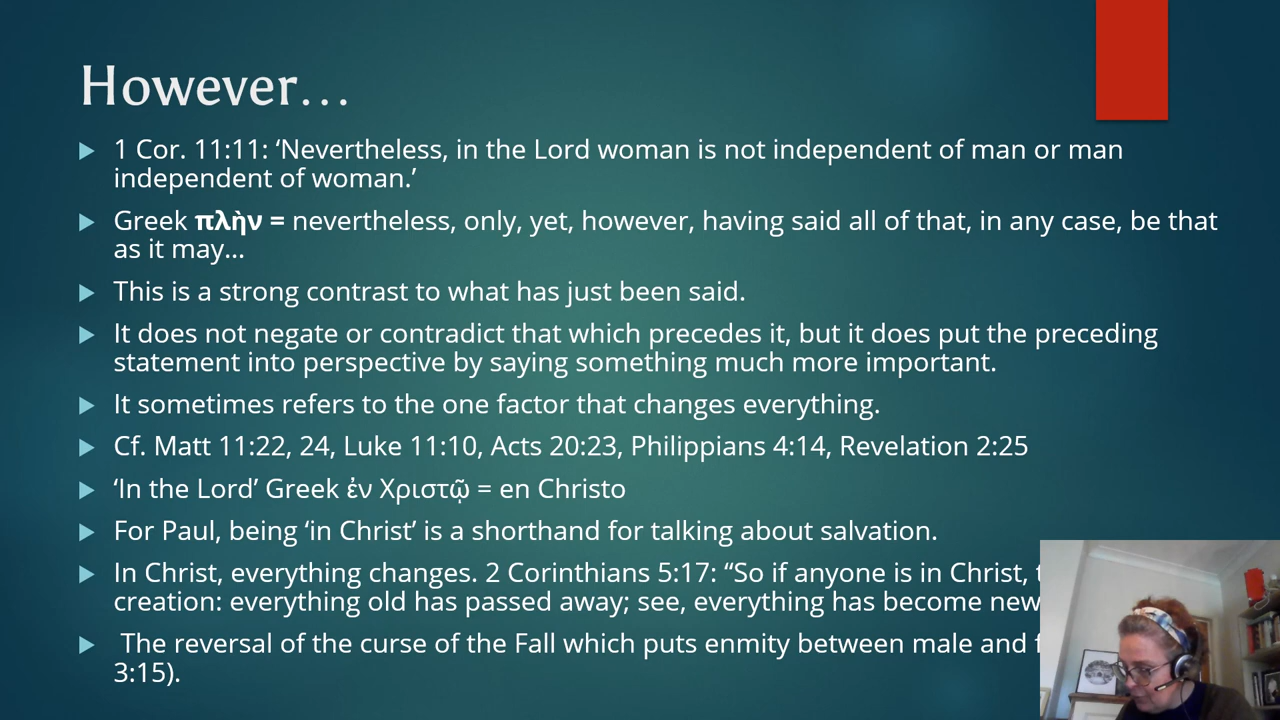 However…
1 Cor. 11:11: ‘Nevertheless, in the Lord woman is not independent of man or man
independent of woman.’
Greek πλὴν = nevertheless, only, yet, however, having said all of that, in any case, be that
as it may…
This is a strong contrast to what has just been said.
It does not negate or contradict that which precedes it, but it does put the preceding
statement into perspective by saying something much more important.
It sometimes refers to the one factor that changes everything.
Cf. Matt 11:22, 24, Luke 11:10, Acts 20:23, Philippians 4:14, Revelation 2:25
‘In the Lord’ Greek ἐν Χριστῷ = en Christo
For Paul, being ‘in Christ’ is a shorthand for talking about salvation.
In Christ, everything changes. 2 Corinthians 5:17: “So if anyone is in Christ,
creation: everything old has passed away; see, everything has become new
The reversal of the curse of the Fall which puts enmity between male and
3:15).